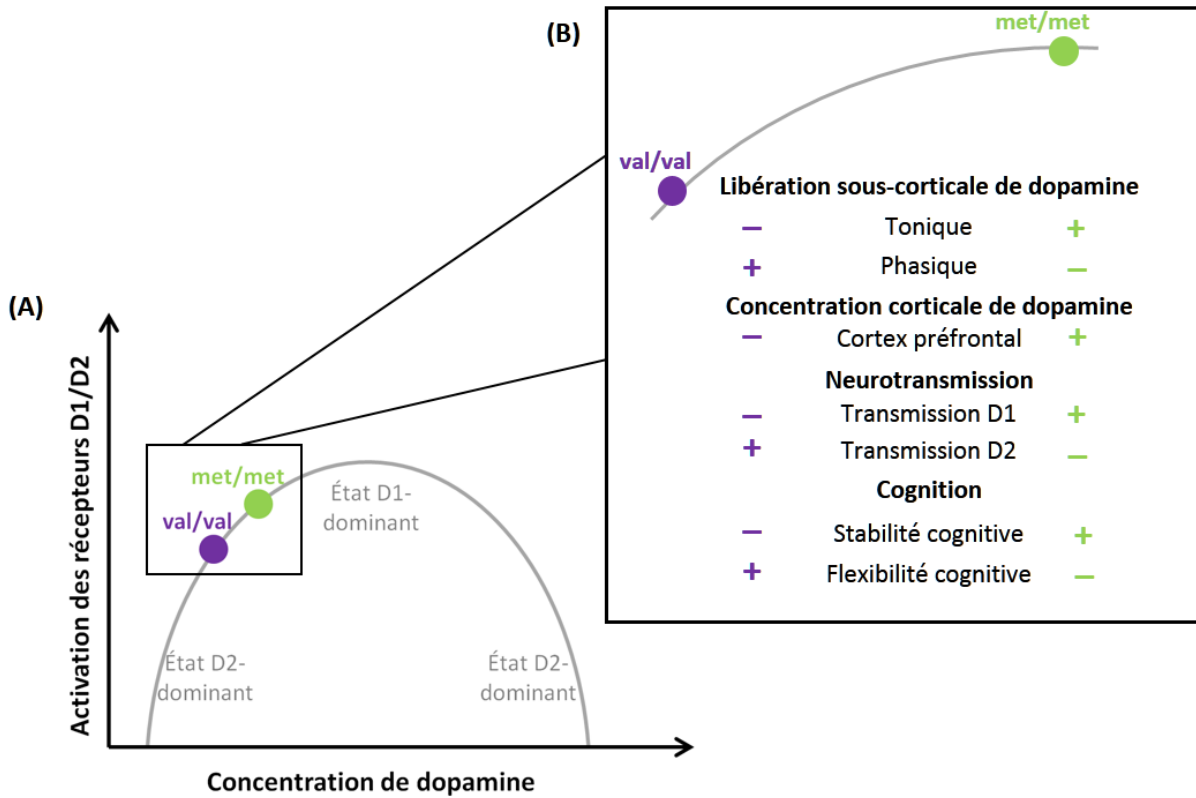 (A)
Activation des récepteurs D1/D2
met/met
val/val
État D1-
dominant
État D2-
dominant
État D2-
dominant
Concentration de dopamine
(B)
met/met
val/val
Libération sous-corticale de dopamine
− Tonique +
+ Phasique −
Concentration corticale de dopamine
− Cortex préfrontal +
Neurotransmission
− Transmission D1 +
+ Transmission D2 −
Cognition
− Stabilité cognitive +
+ Flexibilité cognitive −